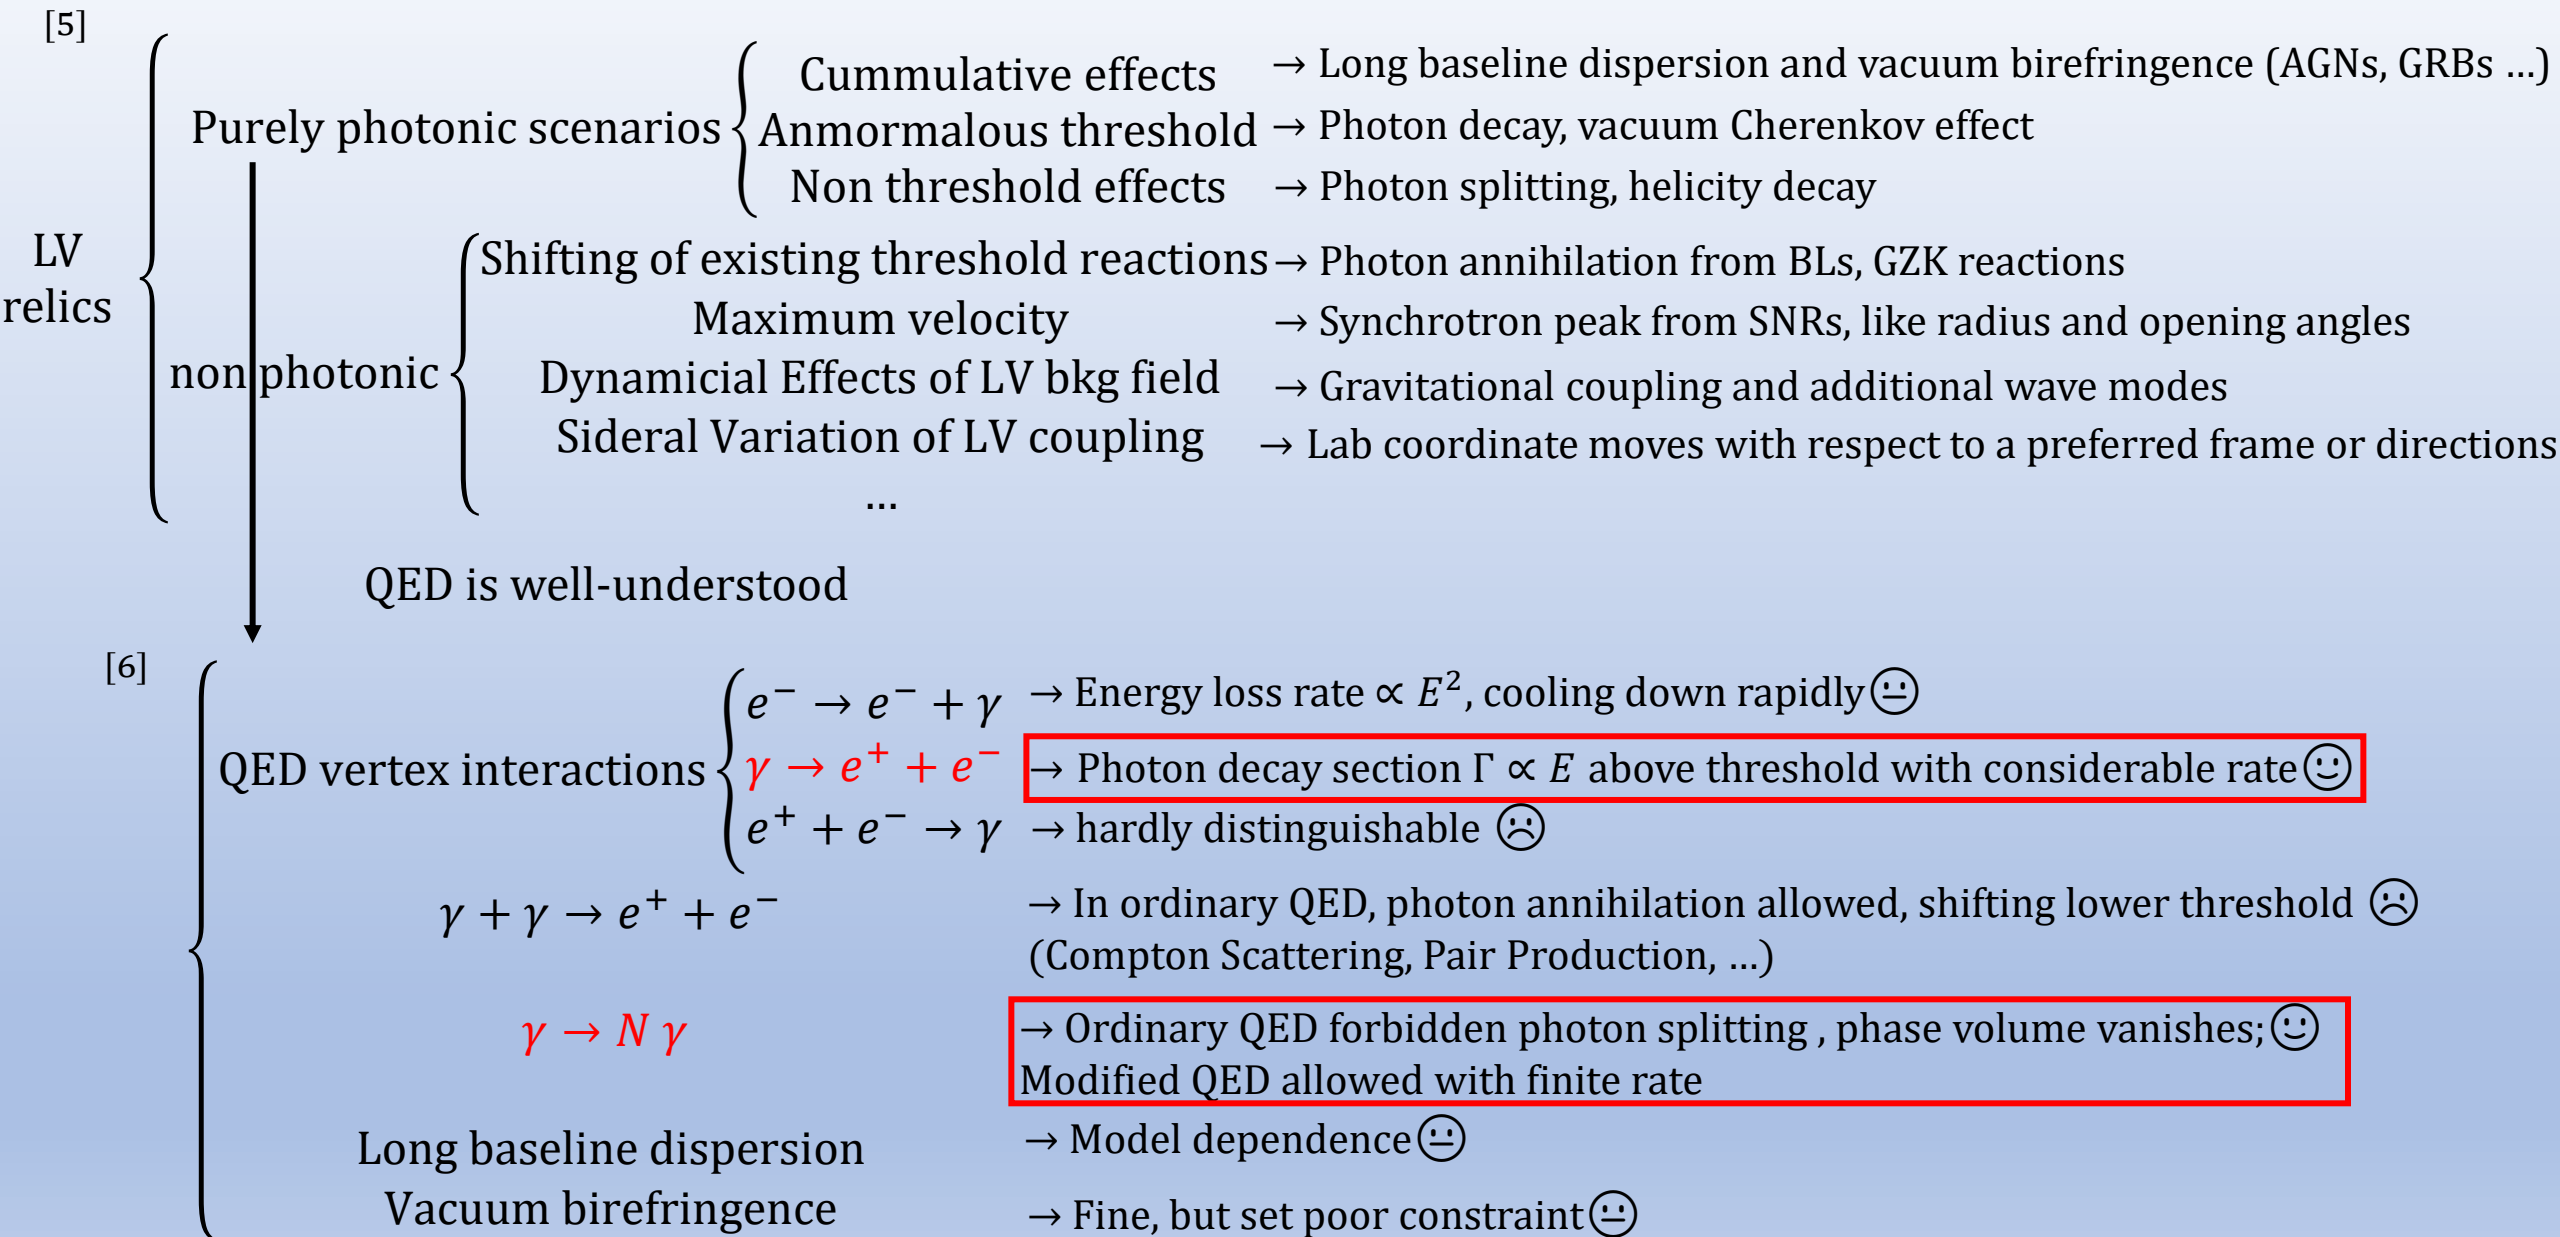 [5]
LV
relics
Purely photonic scenarios
Cummulative effects → Long baseline dispersion and vacuum birefringence (AGNs, GRBs ...)
Anmormalous threshold → Photon decay, vacuum Cherenkov effect
Non threshold effects → Photon splitting, helicity decay
non photonic
Shifting of existing threshold reactions → Photon annihilation from BLs, GZK reactions
Maximum velocity → Synchrotron peak from SNRs, like radius and opening angles
Dynamicial Effects of LV bkg field → Gravitational coupling and additional wave modes
Sideral Variation of LV coupling → Lab coordinate moves with respect to a preferred frame or directions
...
QED is well-understood
[6]
QED vertex interactions
e⁻ → e⁻ + γ → Energy loss rate ∝ E², cooling down rapidly
γ → e⁺ + e⁻ → Photon decay section Γ ∝ E above threshold with considerable rate
e⁺ + e⁻ → γ → hardly distinguishable
γ + γ → e⁺ + e⁻ → In ordinary QED, photon annihilation allowed, shifting lower threshold
(Compton Scattering, Pair Production, ...)
γ → N γ → Ordinary QED forbidden photon splitting , phase volume vanishes;
Modified QED allowed with finite rate
Long baseline dispersion → Model dependence
Vacuum birefringence → Fine, but set poor constraint